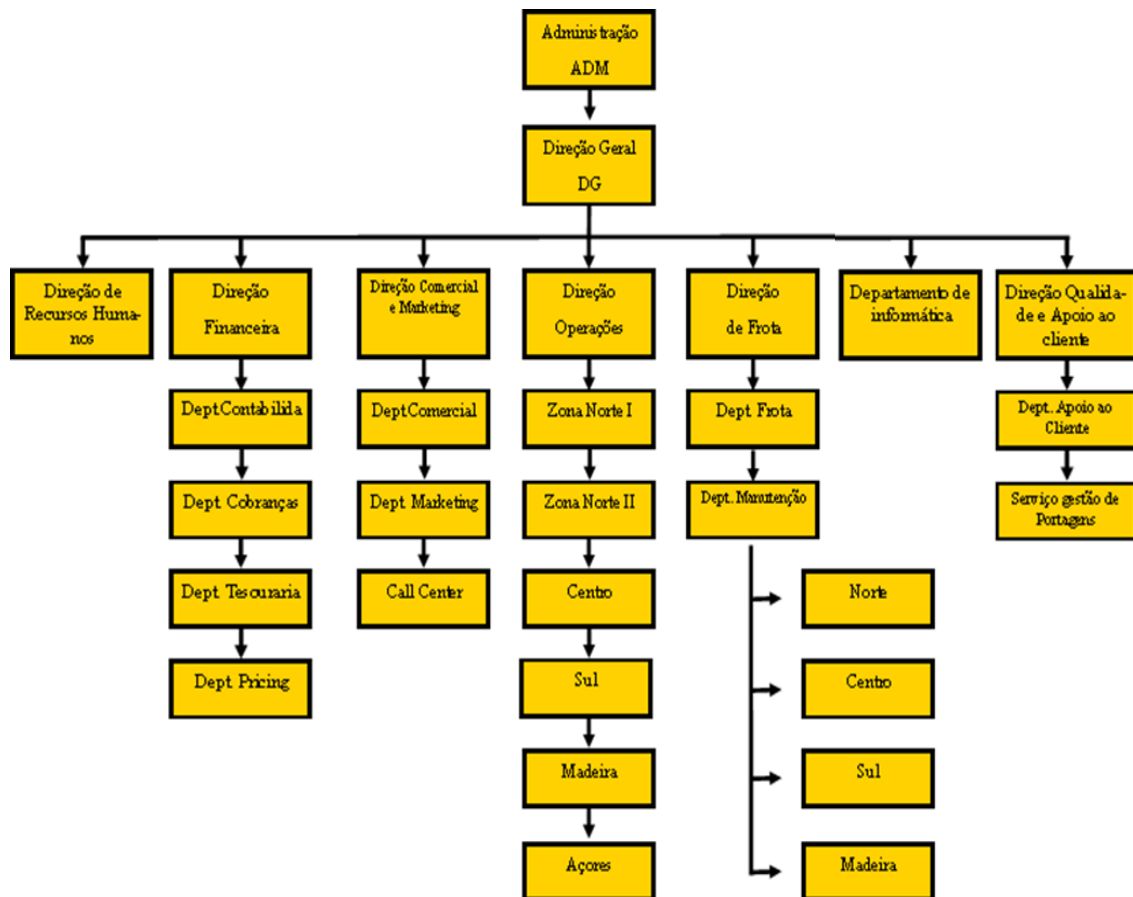 Administração
ADM
Direção Geral
DG
Direção de
Recursos Huma-
nos
Direção
Financeira
Direção Comercial
e Marketing
Direção
Operações
Direção
de Frota
Departamento de
informática
Direção Qualida-
de e Apoio ao
cliente
Dept Contabilida
Dept Comercial
Zona Norte I
Dept. Frota
Dept. Apoio ao
Cliente
Dept. Cobranças
Dept. Marketing
Zona Norte II
Dept. Manutenção
Serviço gestão de
Portagens
Dept. Tesouraria
Call Center
Centro
Norte
Dept. Pricing
Sul
Centro
Madeira
Sul
Açores
Madeira